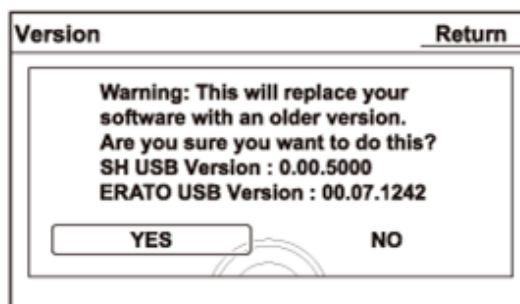 Version Return
Warning: This will replace your
software with an older version.
Are you sure you want to do this?
SH USB Version : 0.00.5000
ERATO USB Version : 00.07.1242
YES NO